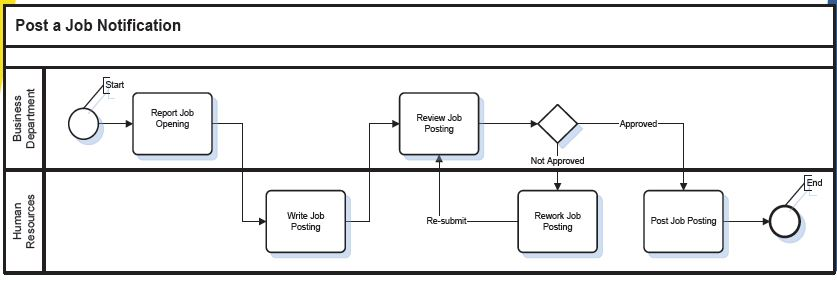 Post a Job Notification
Business
Department
Start
Report Job
Opening
Review Job
Posting
Approved
Not Approved
Human
Resources
Write Job
Posting
Re-submit
Rework Job
Posting
Post Job Posting
End